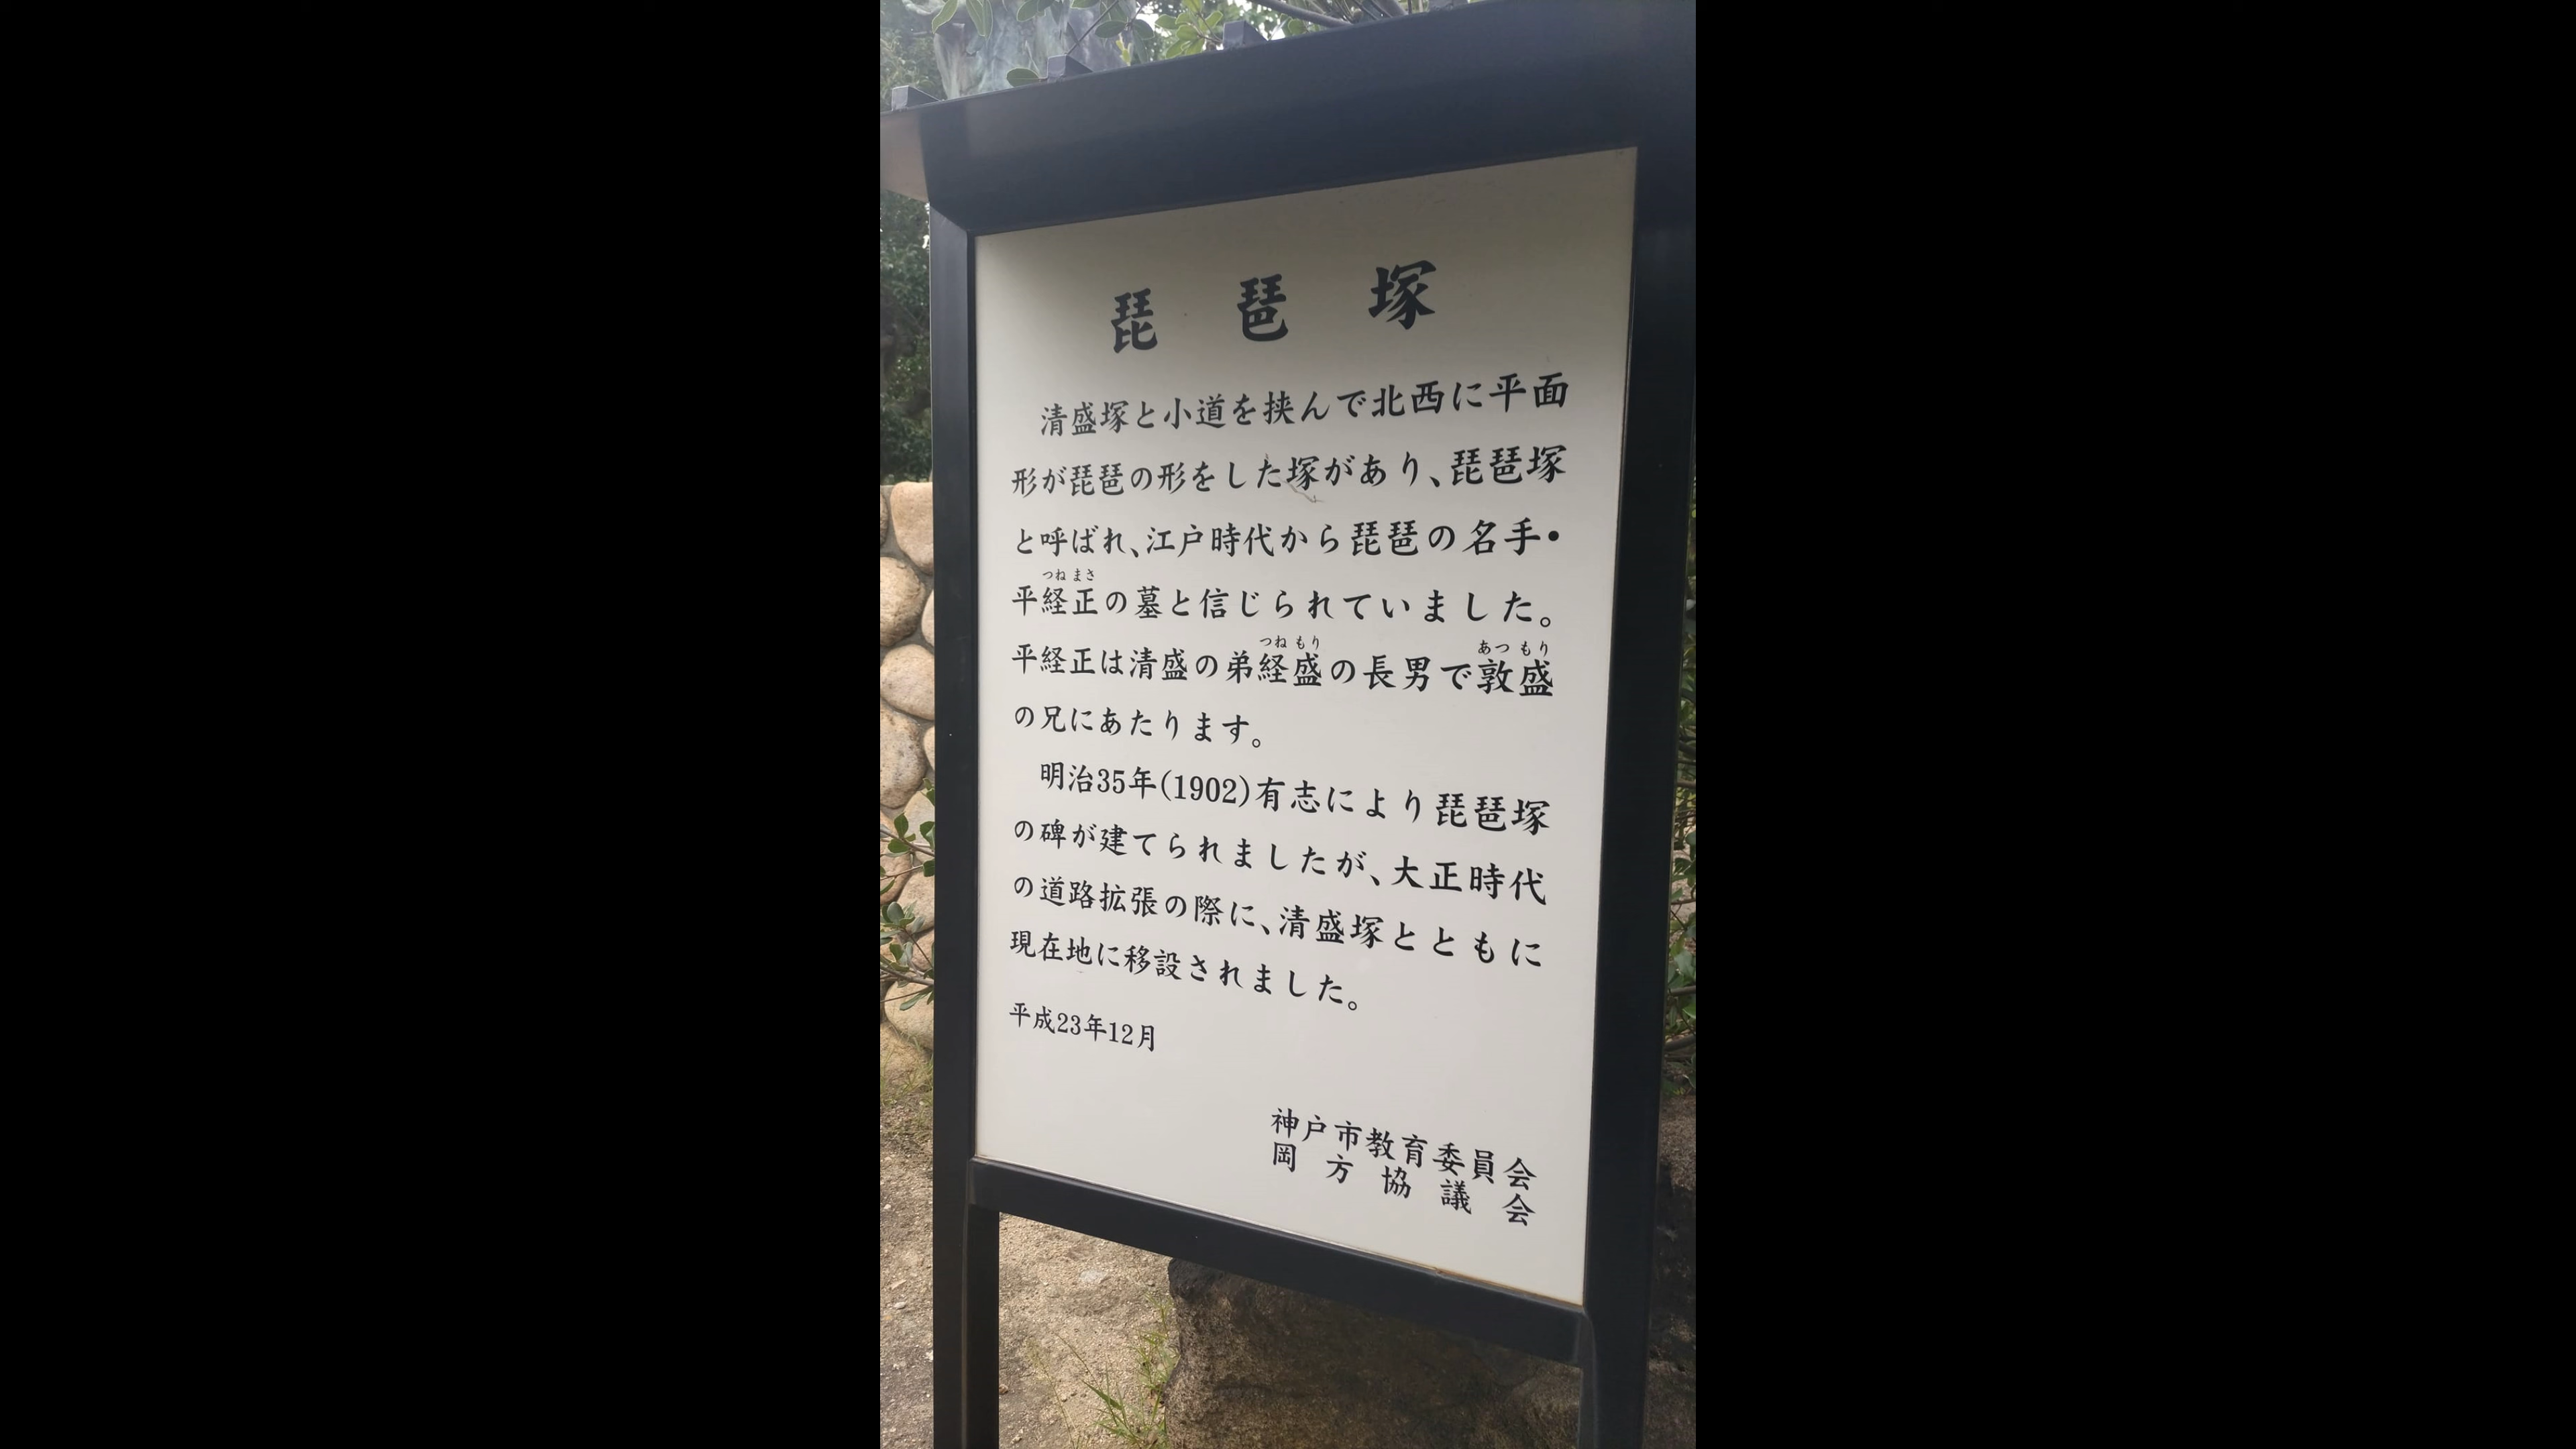 琵琶塚
清盛塚と小道を挟んで北西に平面
形が琵琶の形をした塚があり、琵琶塚
と呼ばれ、江戸時代から琵琶の名手・
つねまさ
平経正の墓と信じられていました。
つねもり あつもり
平経正は清盛の弟経盛の長男で敦盛
の兄にあたります。
明治35年(1902)有志により琵琶塚
の碑が建てられましたが、大正時代
の道路拡張の際に、清盛塚とともに
現在地に移設されました。
平成23年12月
神戸市教育委員会
岡方協議会